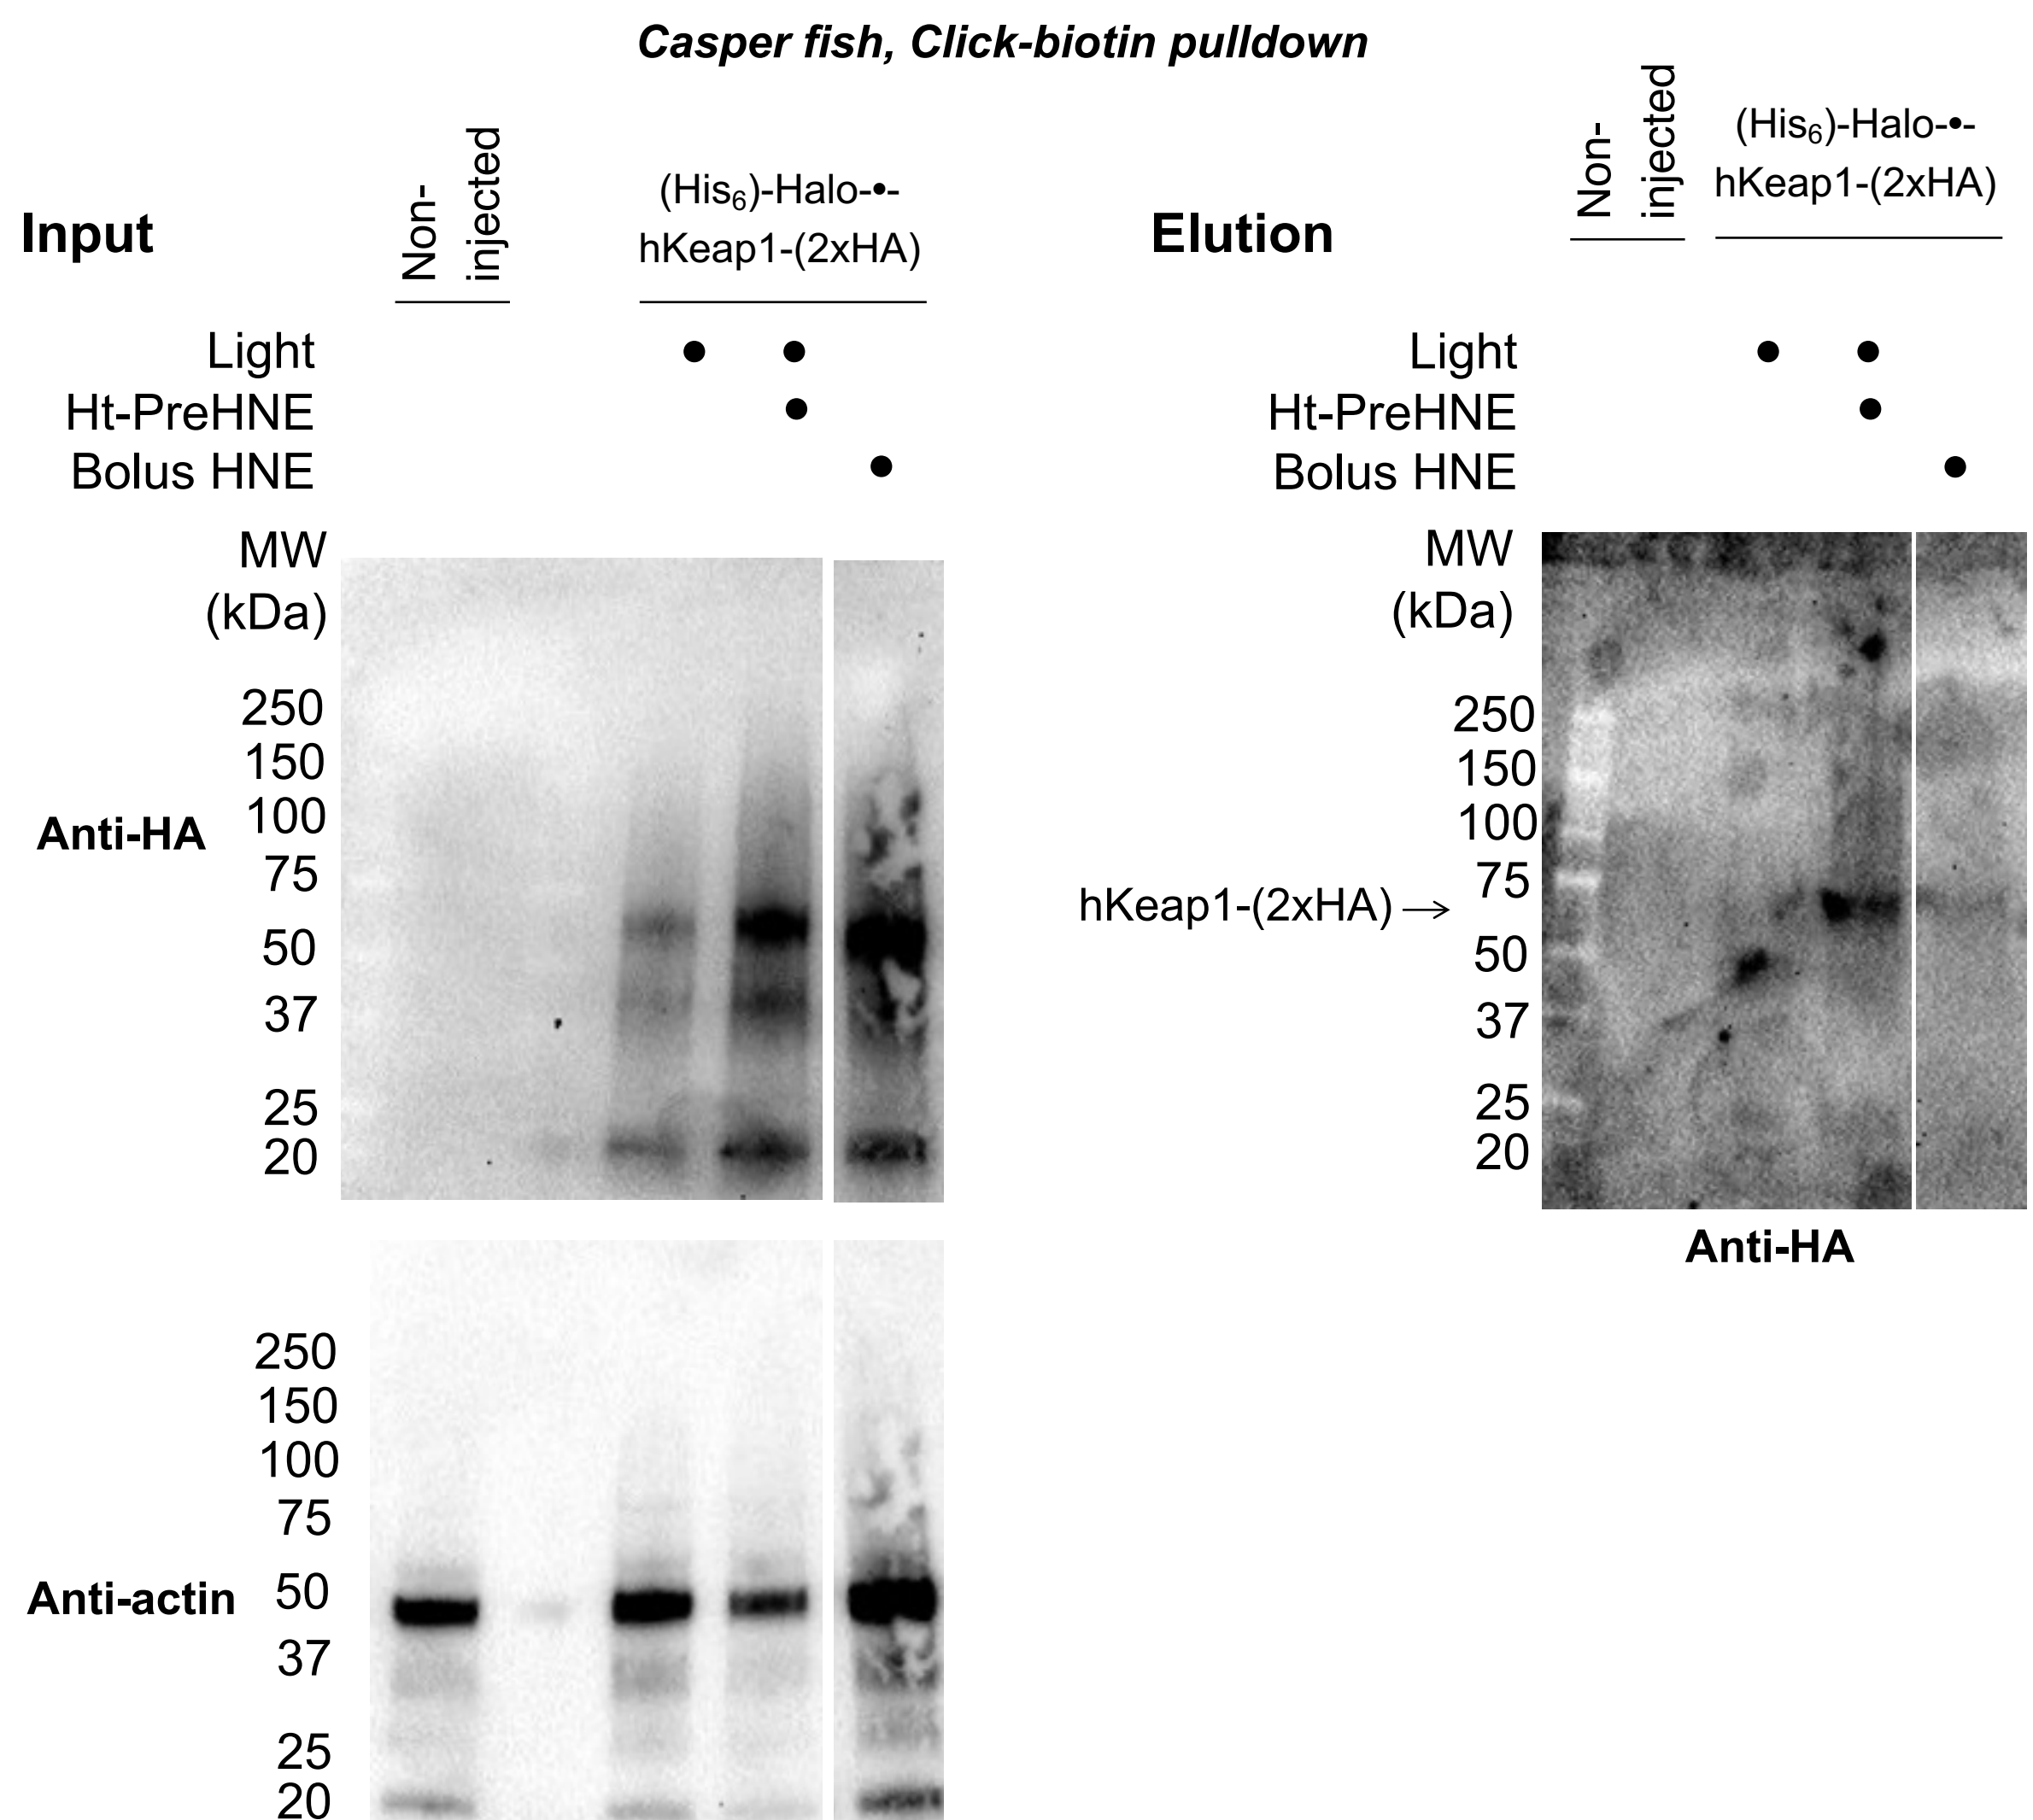 Casper fish, Click-biotin pulldown
Input
Non-
injected
(His6)-Halo-•-
hKeap1-(2xHA)
Light
Ht-PreHNE
Bolus HNE
MW
(kDa)
250
150
100
75
50
37
25
20
Anti-HA
250
150
100
75
50
37
25
20
Anti-actin
Elution
Non-
injected
(His6)-Halo-•-
hKeap1-(2xHA)
Light
Ht-PreHNE
Bolus HNE
MW
(kDa)
250
150
100
75
hKeap1-(2xHA) →
50
37
25
20
Anti-HA